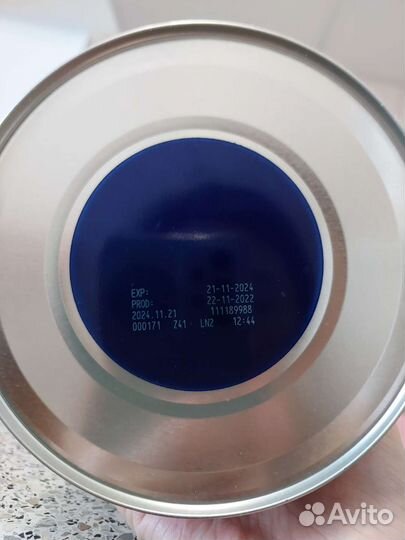 EXP: 21-11-2024
PROD: 22-11-2022
2024.11.21 111189988
000171 Z41 LN2 12:44
Avito